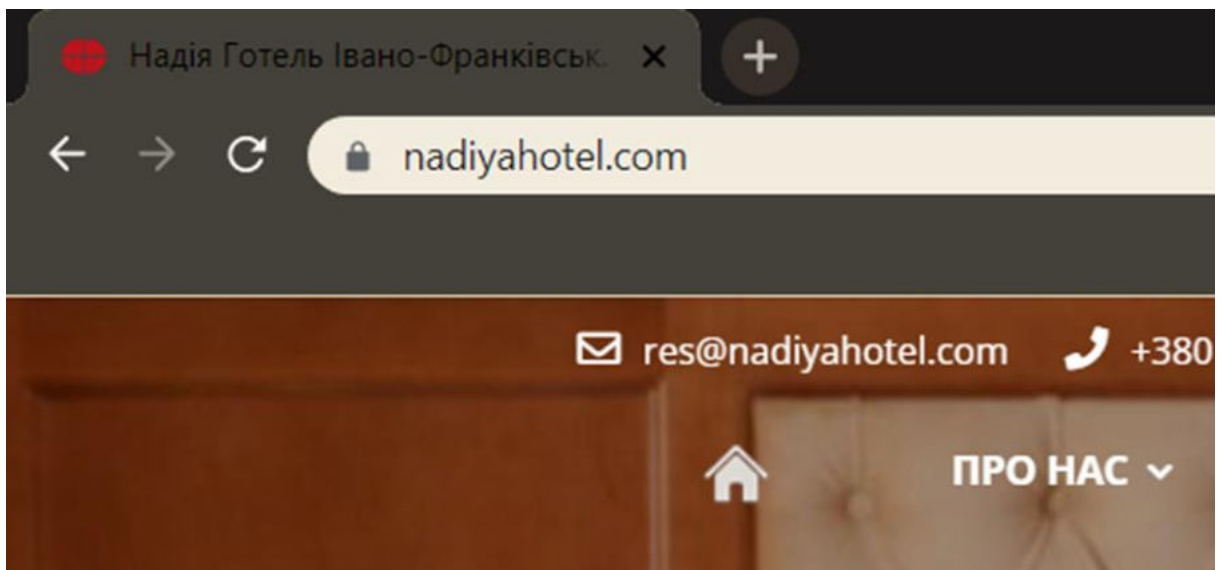 Надія Готель Івано-Франківськ.
nadiyahotel.com
res@nadiyahotel.com +380
ПРО НАС